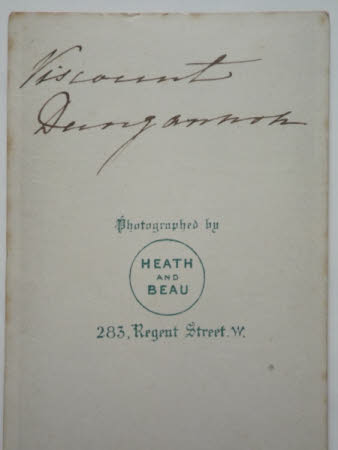 Viscount
Dungannon
Photographed by
HEATH
AND
BEAU
283, Regent Street. W.